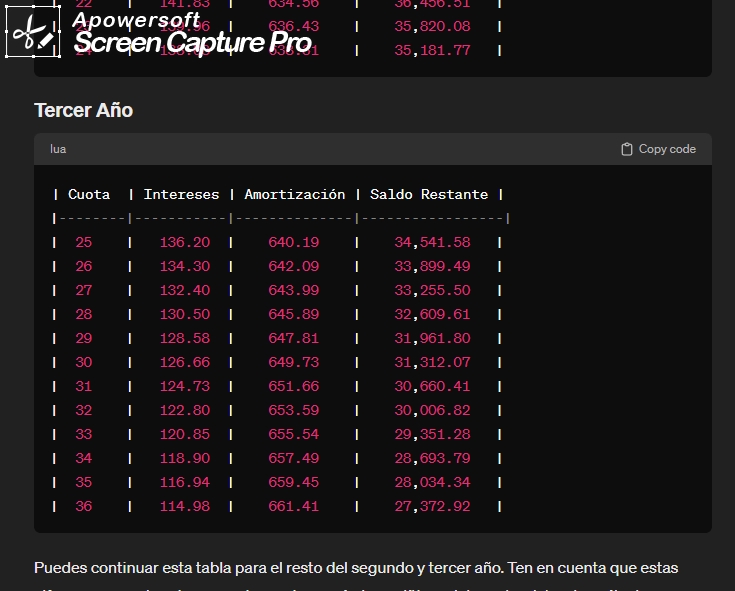 22 | 141.83 | 634.56 | 36,456.51 |
Apowersoft
| 636.43 | 35,820.08 |
Screen Capture Pro
| 35,181.77 |
Tercer Año
lua Copy code
| Cuota | Intereses | Amortización | Saldo Restante |
|--------|-----------|--------------|-----------------|
| 25 | 136.20 | 640.19 | 34,541.58 |
| 26 | 134.30 | 642.09 | 33,899.49 |
| 27 | 132.40 | 643.99 | 33,255.50 |
| 28 | 130.50 | 645.89 | 32,609.61 |
| 29 | 128.58 | 647.81 | 31,961.80 |
| 30 | 126.66 | 649.73 | 31,312.07 |
| 31 | 124.73 | 651.66 | 30,660.41 |
| 32 | 122.80 | 653.59 | 30,006.82 |
| 33 | 120.85 | 655.54 | 29,351.28 |
| 34 | 118.90 | 657.49 | 28,693.79 |
| 35 | 116.94 | 659.45 | 28,034.34 |
| 36 | 114.98 | 661.41 | 27,372.92 |
Puedes continuar esta tabla para el resto del segundo y tercer año. Ten en cuenta que estas